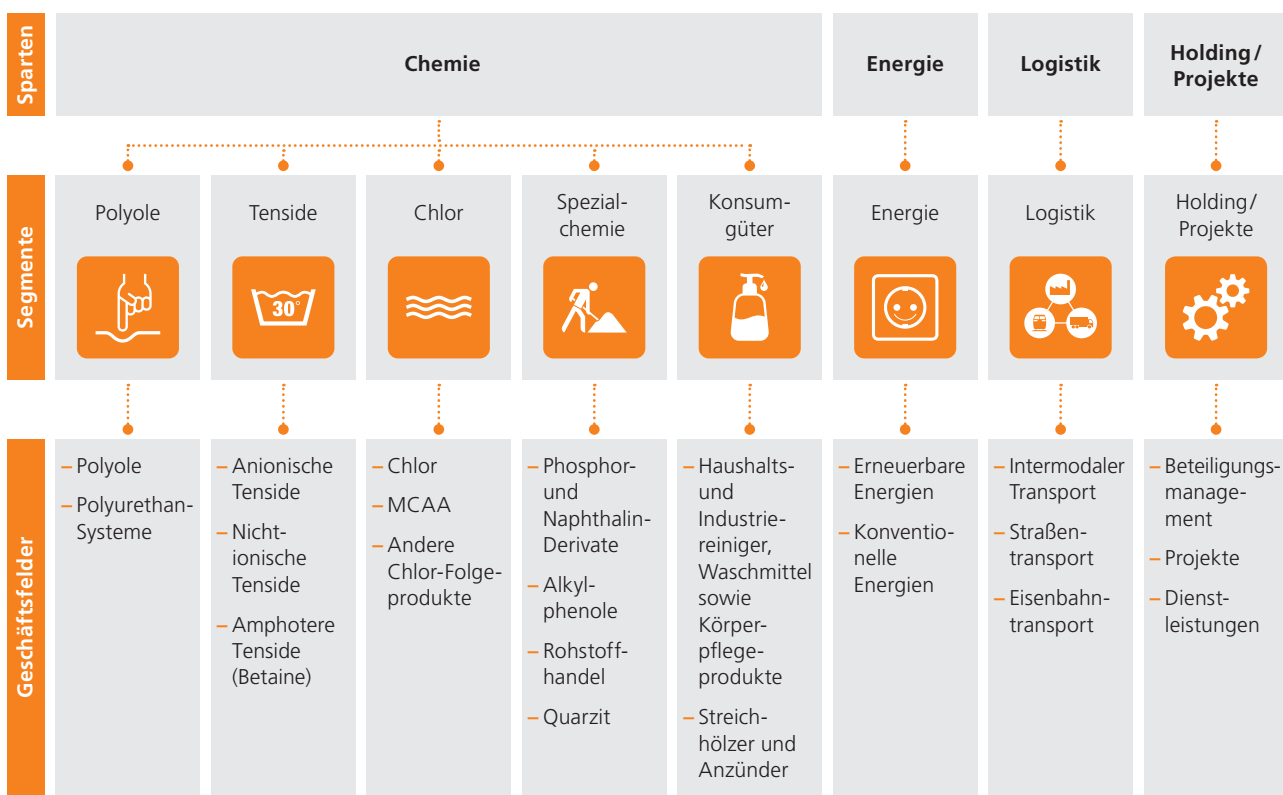 Sparten
Chemie
Energie
Logistik
Holding/
Projekte
Segmente
Polyole
Tenside
30°
Chlor
Spezial-
chemie
Konsum-
güter
Energie
Logistik
Holding/
Projekte
Geschäftsfelder
– Polyole
– Polyurethan-
Systeme
– Anionische
Tenside
– Nicht-
ionische
Tenside
– Amphotere
Tenside
(Betaine)
– Chlor
– MCAA
– Andere
Chlor-Folge-
produkte
– Phosphor-
und
Naphthalin-
Derivate
– Alkyl-
phenole
– Rohstoff-
handel
– Quarzit
– Haushalts-
und
Industrie-
reiniger,
Waschmittel
sowie
Körper-
pflege-
produkte
– Streich-
hölzer und
Anzünder
– Erneuerbare
Energien
– Konventio-
nelle
Energien
– Intermodaler
Transport
– Straßen-
transport
– Eisenbahn-
transport
– Beteiligungs-
manage-
ment
– Projekte
– Dienst-
leistungen